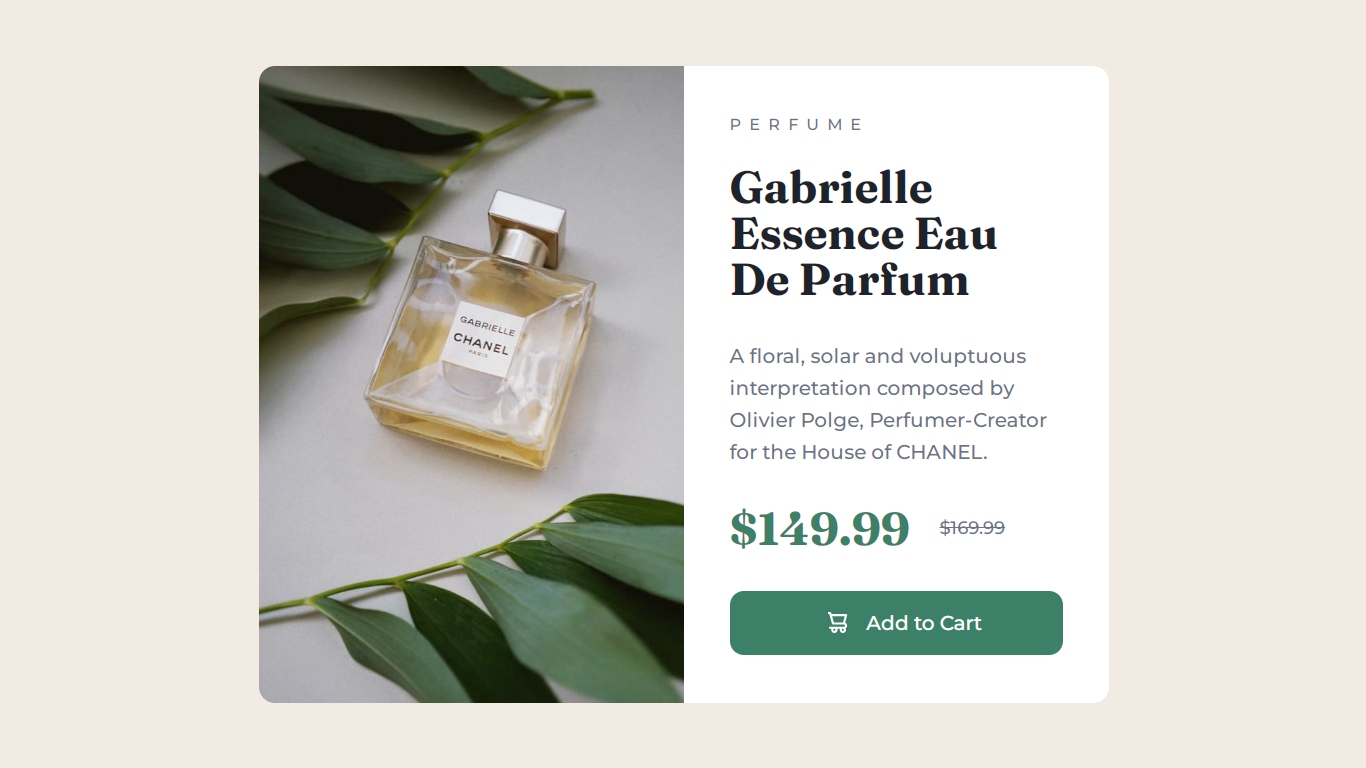 GABRIELLE
CHANEL
PARIS
PERFUME
Gabrielle
Essence Eau
De Parfum
A floral, solar and voluptuous
interpretation composed by
Olivier Polge, Perfumer-Creator
for the House of CHANEL.
$149.99 $169.99
Add to Cart